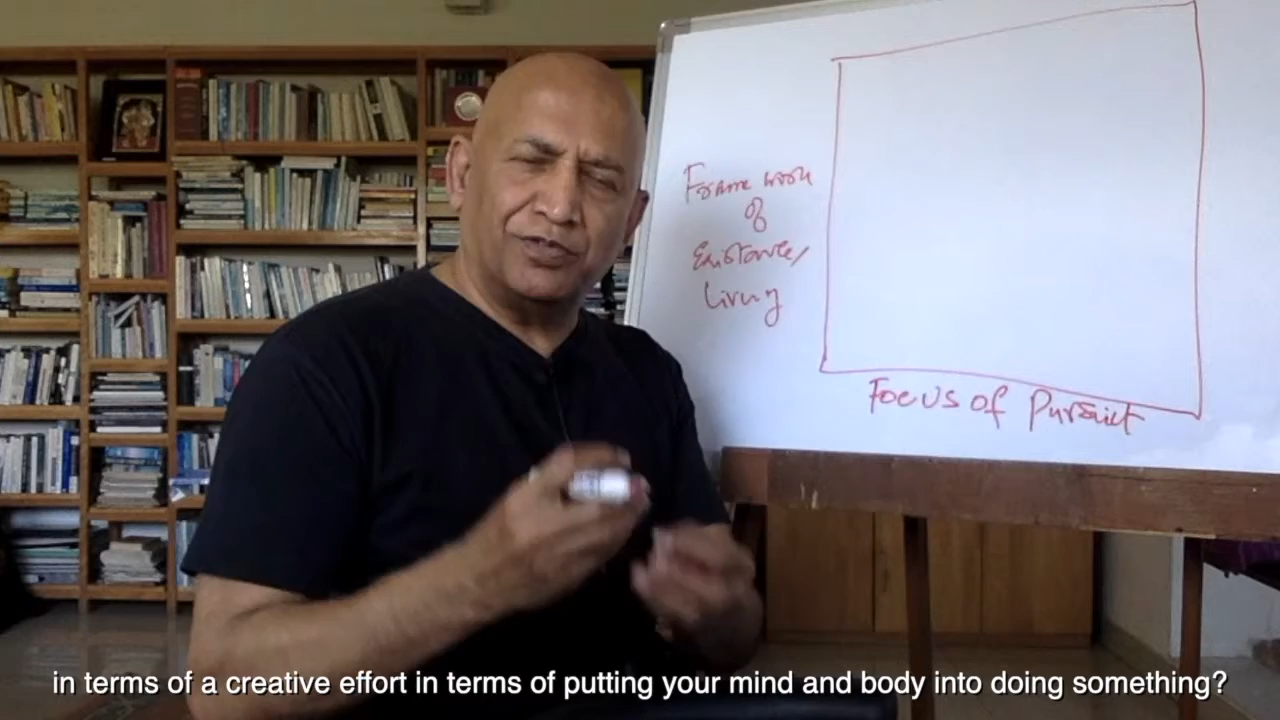 Frame work
of
Existance/
Living
Focus of Pursuit
in terms of a creative effort in terms of putting your mind and body into doing something?